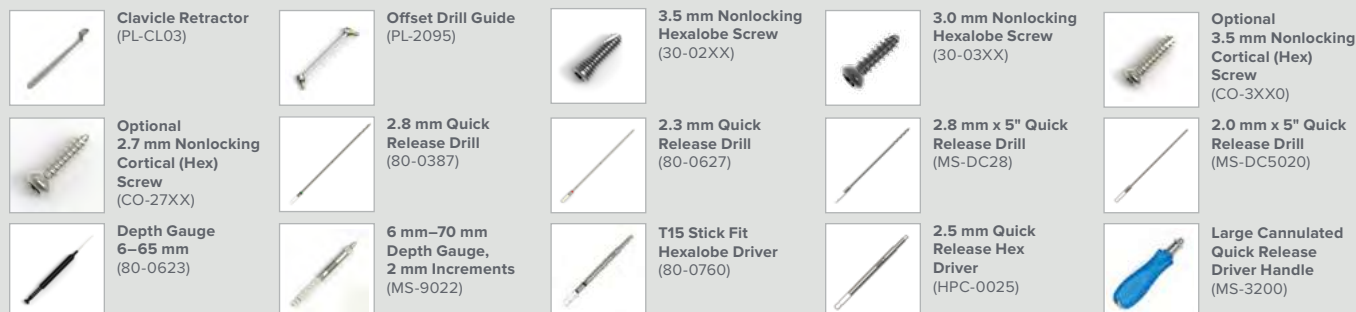 Clavicle Retractor
(PL-CL03)
Offset Drill Guide
(PL-2095)
3.5 mm Nonlocking
Hexalobe Screw
(30-02XX)
3.0 mm Nonlocking
Hexalobe Screw
(30-03XX)
Optional
3.5 mm Nonlocking
Cortical (Hex)
Screw
(CO-3XX0)
Optional
2.7 mm Nonlocking
Cortical (Hex)
Screw
(CO-27XX)
2.8 mm Quick
Release Drill
(80-0387)
2.3 mm Quick
Release Drill
(80-0627)
2.8 mm x 5" Quick
Release Drill
(MS-DC28)
2.0 mm x 5" Quick
Release Drill
(MS-DC5020)
Depth Gauge
6–65 mm
(80-0623)
6 mm–70 mm
Depth Gauge,
2 mm Increments
(MS-9022)
T15 Stick Fit
Hexalobe Driver
(80-0760)
2.5 mm Quick
Release Hex
Driver
(HPC-0025)
Large Cannulated
Quick Release
Driver Handle
(MS-3200)